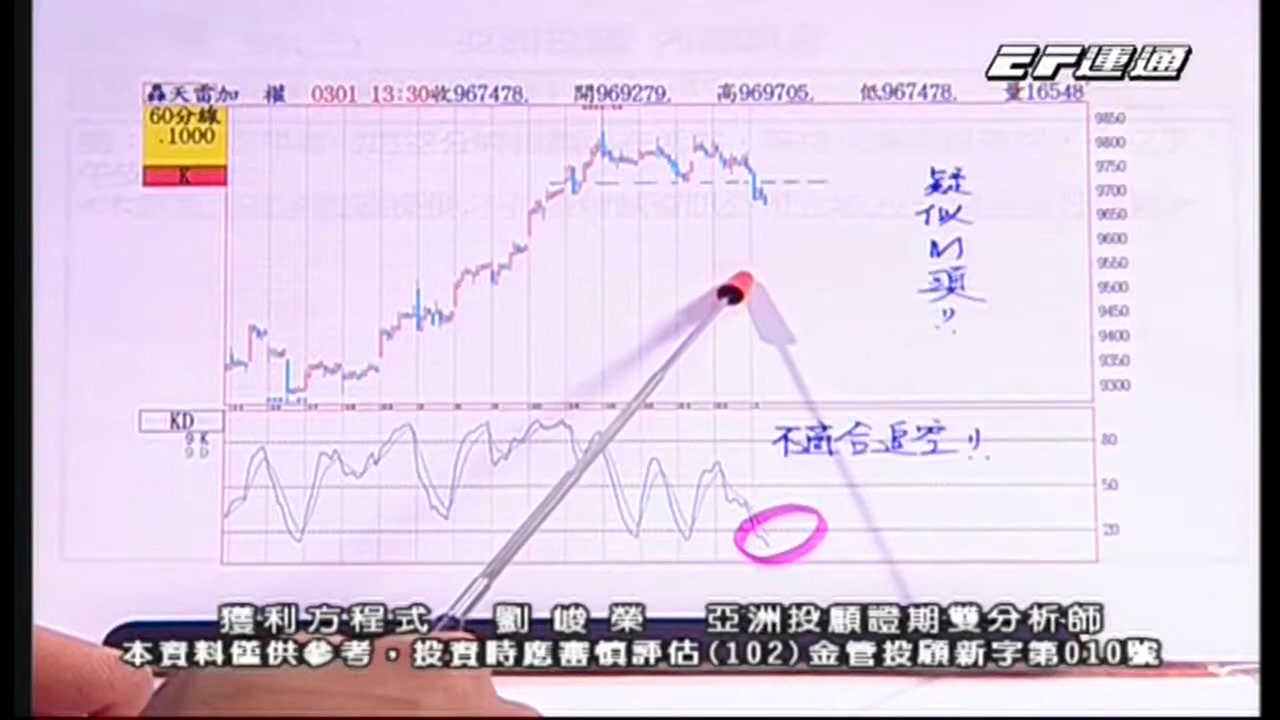 EF運通
轟天雷加 權 0301 13:30收967478. 開969279. 高969705. 低967478. 量16548
60分線
.1000
K
9850
9800
9750
9700
9650
9600
9550
9500
9450
9400
9350
9300
疑似M頭!!
KD
9 K
9 D
80
50
20
不適合追空!!
獲利方程式 劉峻榮 亞洲投顧證期雙分析師
本資料僅供參考，投資時應審慎評估(102)金管投顧新字第010號